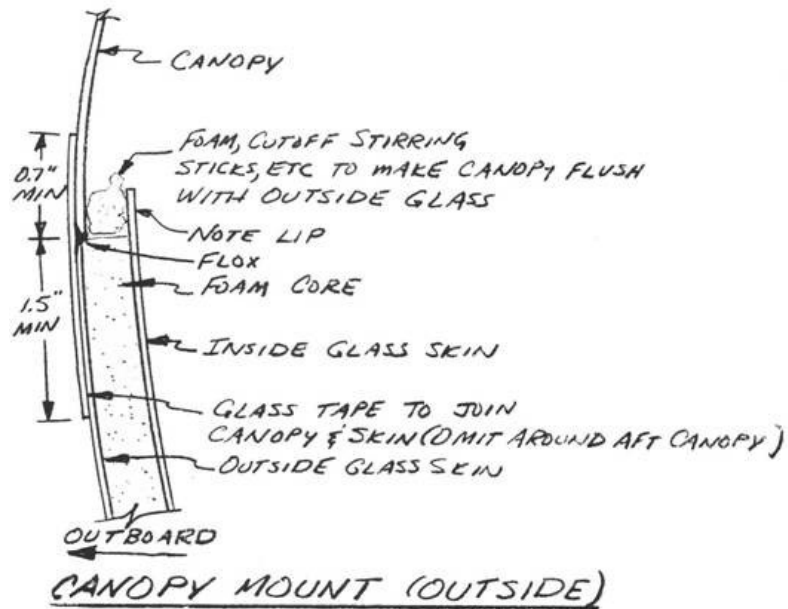 CANOPY
FOAM, CUTOFF STIRRING
STICKS, ETC TO MAKE CANOPY FLUSH
WITH OUTSIDE GLASS
0.7"
MIN
NOTE LIP
FLOX
FOAM CORE
1.5"
MIN
INSIDE GLASS SKIN
GLASS TAPE TO JOIN
CANOPY & SKIN (OMIT AROUND AFT CANOPY)
OUTSIDE GLASS SKIN
OUTBOARD
CANOPY MOUNT (OUTSIDE)